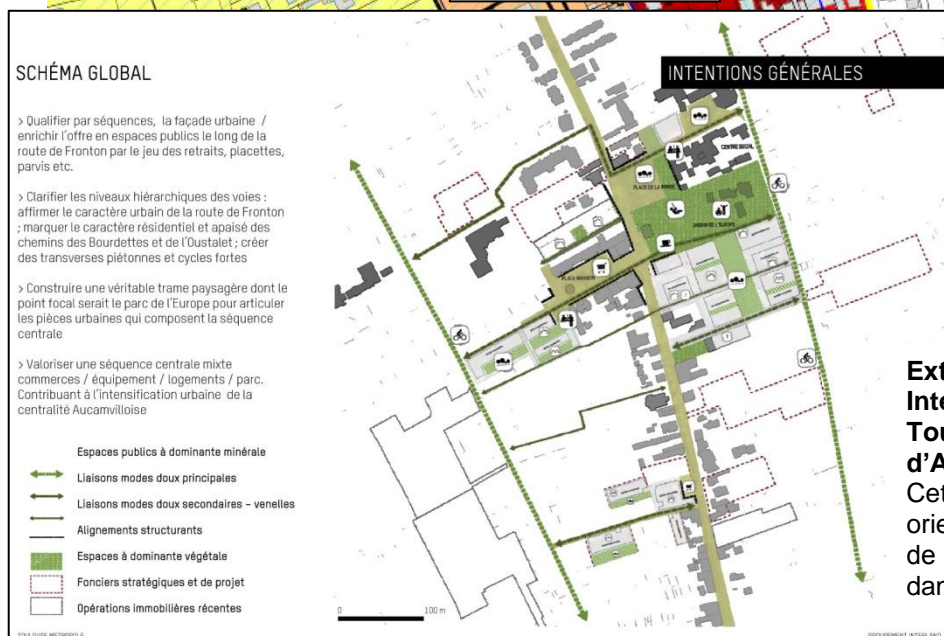 SCHÉMA GLOBAL
INTENTIONS GÉNÉRALES
> Qualifier par séquences, la façade urbaine /
enrichir l'offre en espaces publics le long de la
route de Fronton par le jeu des retraits, placettes,
parvis etc.
> Clarifier les niveaux hiérarchiques des voies :
affirmer le caractère urbain de la route de Fronton
; marquer le caractère résidentiel et apaisé des
chemins des Bourdettes et de l'Oustalet ; créer
des transverses piétonnes et cycles fortes
> Construire une véritable trame paysagère dont le
point focal serait le parc de l'Europe pour articuler
les pièces urbaines qui composent la séquence
centrale
> Valoriser une séquence centrale mixte
commerces / équipement / logements / parc.
Contribuant à l'intensification urbaine de la
centralité Aucamvilloise
Espaces publics à dominante minérale
Liaisons modes doux principales
Liaisons modes doux secondaires – venelles
Alignements structurants
Espaces à dominante végétale
Fonciers stratégiques et de projet
Opérations immobilières récentes
CENTRE SOCIAL
PLACE DE LA MAIRIE
JARDIN DE L'EUROPE
0
100 m
TOULOUSE METROPOLE
GROUPEMENT INTERLAND
Ext
Inte
Tou
d'A
Cet
orie
de
dan